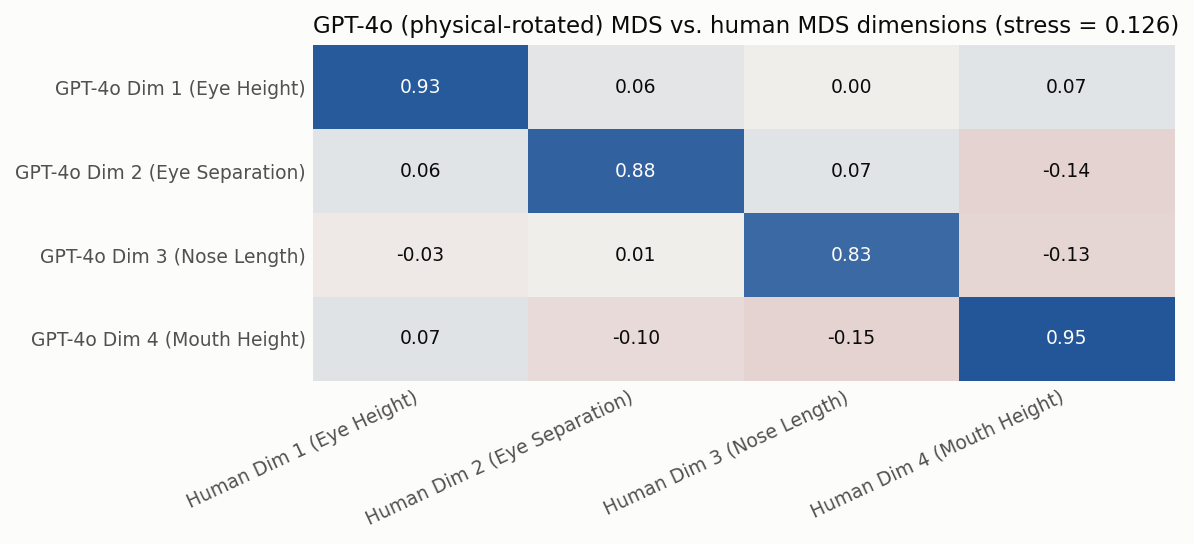 GPT-4o (physical-rotated) MDS vs. human MDS dimensions (stress = 0.126)
GPT-4o Dim 1 (Eye Height) 0.93 0.06 0.00 0.07
GPT-4o Dim 2 (Eye Separation) 0.06 0.88 0.07 -0.14
GPT-4o Dim 3 (Nose Length) -0.03 0.01 0.83 -0.13
GPT-4o Dim 4 (Mouth Height) 0.07 -0.10 -0.15 0.95
Human Dim 1 (Eye Height)
Human Dim 2 (Eye Separation)
Human Dim 3 (Nose Length)
Human Dim 4 (Mouth Height)